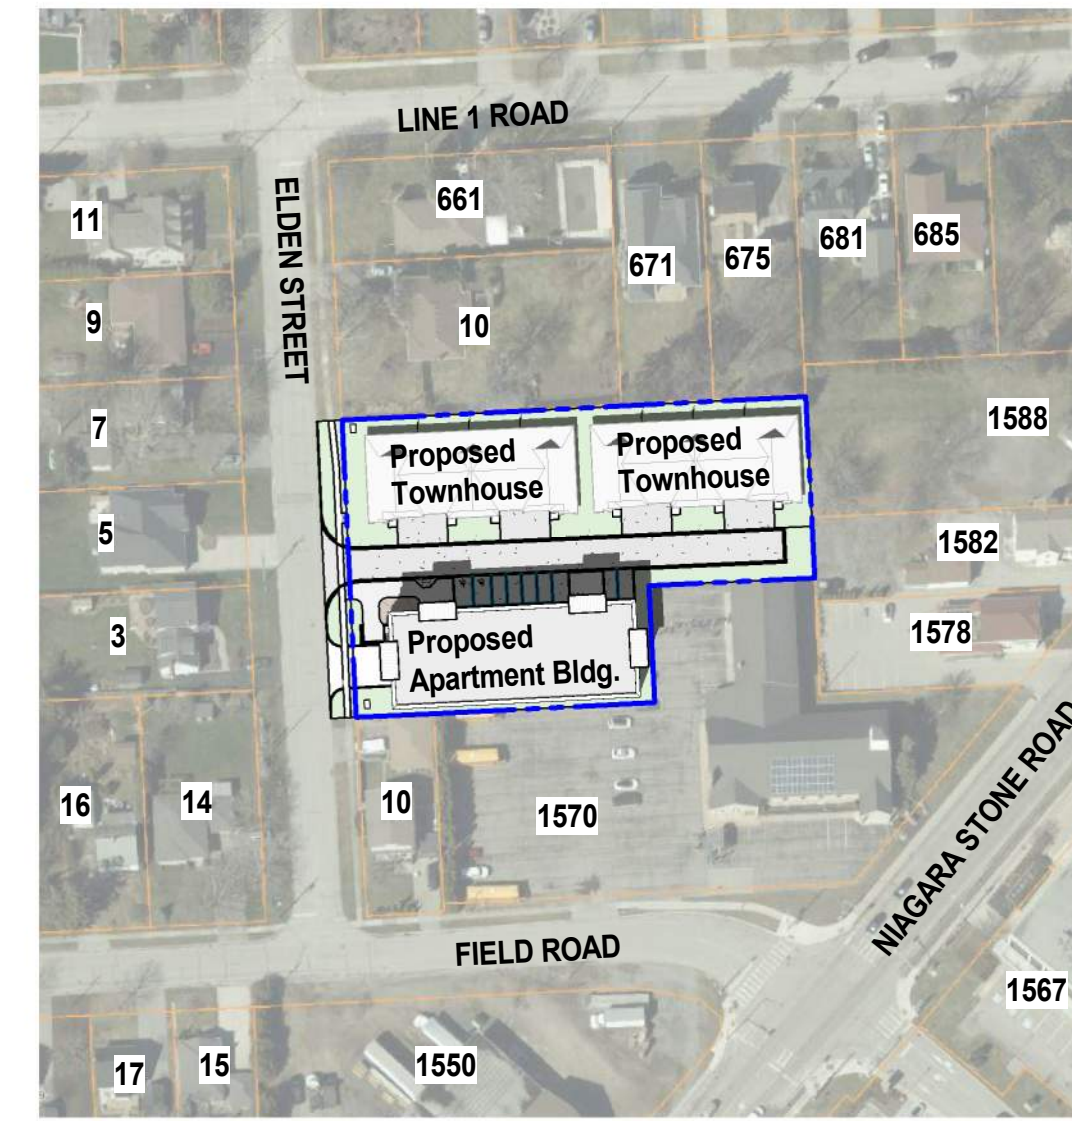 LINE 1 ROAD
ELDEN STREET
661
11
671
675
681
685
9
10
7
1588
Proposed
Townhouse
Proposed
Townhouse
5
1582
3
1578
Proposed
Apartment Bldg.
16
14
10
1570
NIAGARA STONE ROAD
FIELD ROAD
1567
17
15
1550